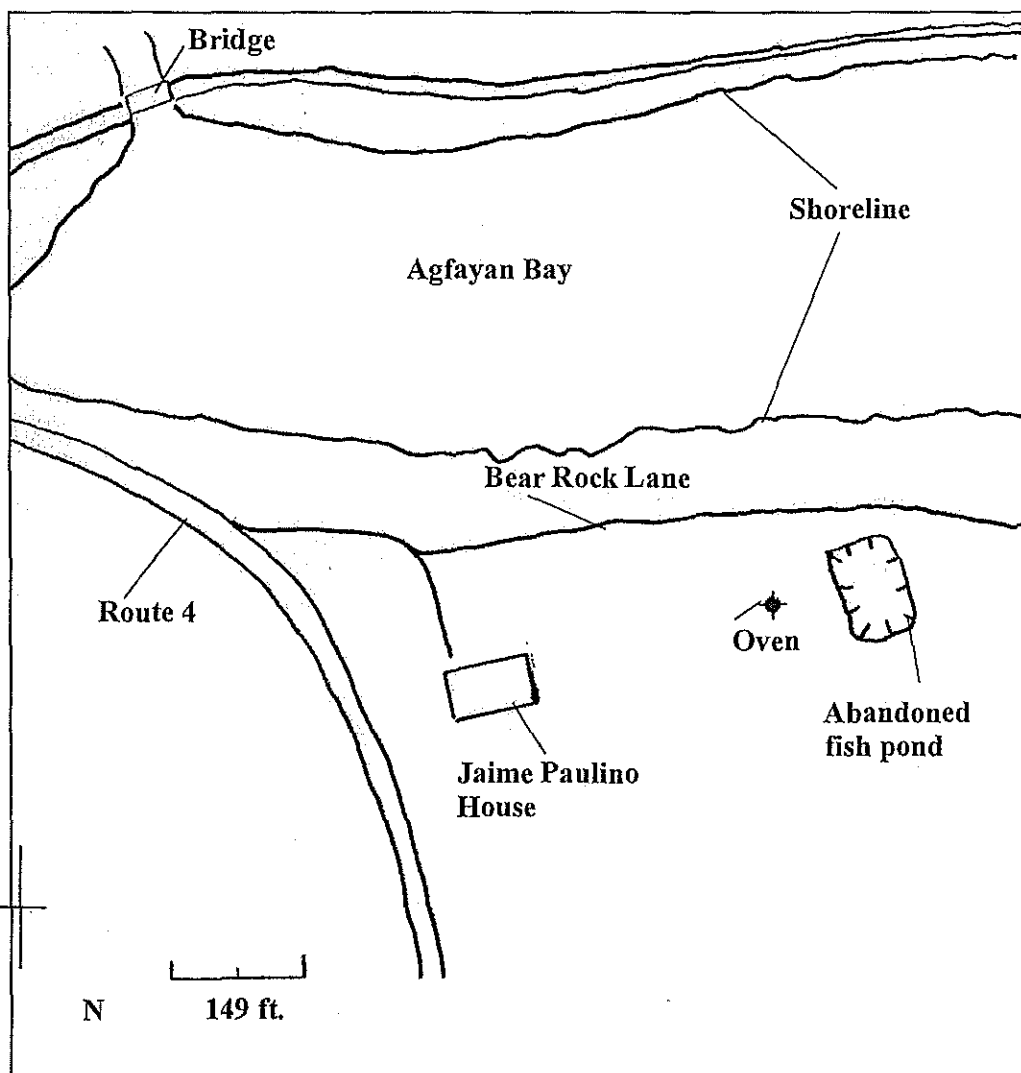 Bridge
Shoreline
Agfayan Bay
Bear Rock Lane
Route 4
Oven
Abandoned
fish pond
Jaime Paulino
House
N
149 ft.